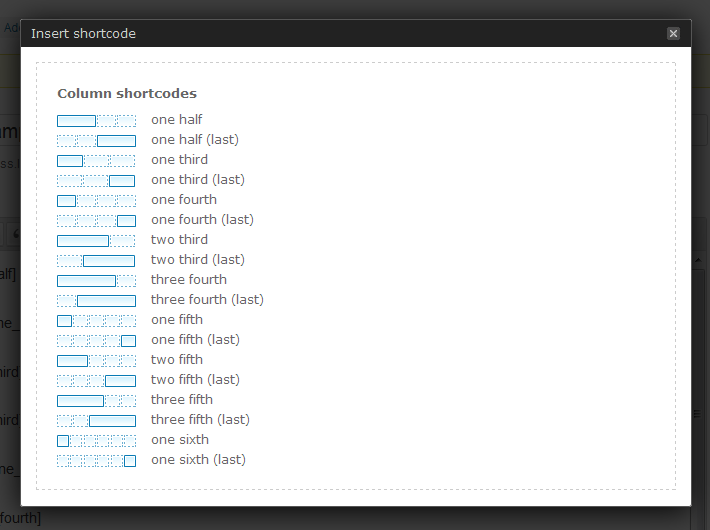 Insert shortcode
Column shortcodes
one half
one half (last)
one third
one third (last)
one fourth
one fourth (last)
two third
two third (last)
three fourth
three fourth (last)
one fifth
one fifth (last)
two fifth
two fifth (last)
three fifth
three fifth (last)
one sixth
one sixth (last)
fourth]